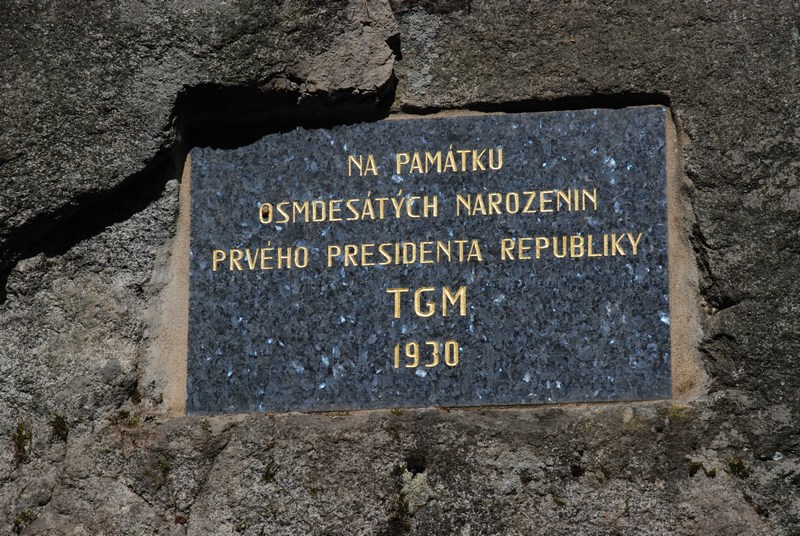 NA PAMÁTKU
OSMDESÁTÝCH NAROZENIN
PRVÉHO PRESIDENTA REPUBLIKY
TGM
1930